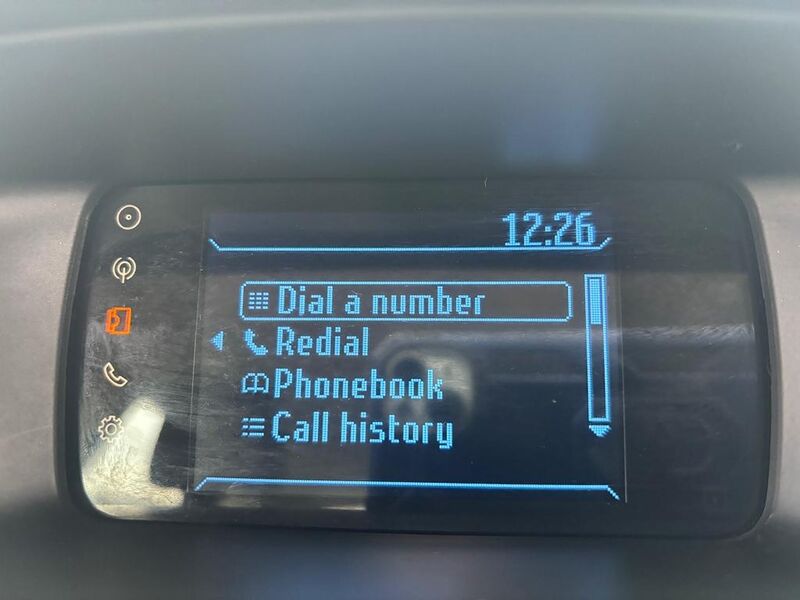 12:26
Dial a number
Redial
Phonebook
Call history